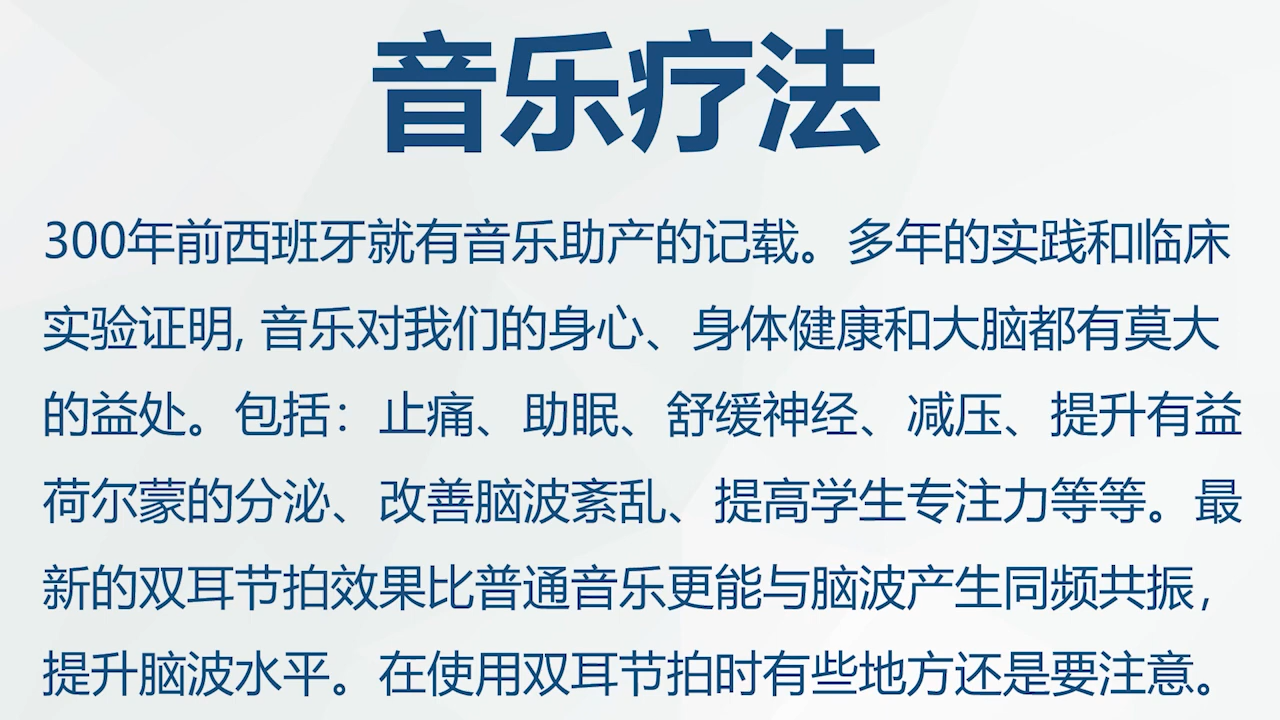 音乐疗法
300年前西班牙就有音乐助产的记载。多年的实践和临床
实验证明, 音乐对我们的身心、身体健康和大脑都有莫大
的益处。包括：止痛、助眠、舒缓神经、减压、提升有益
荷尔蒙的分泌、改善脑波紊乱、提高学生专注力等等。最
新的双耳节拍效果比普通音乐更能与脑波产生同频共振，
提升脑波水平。在使用双耳节拍时有些地方还是要注意。